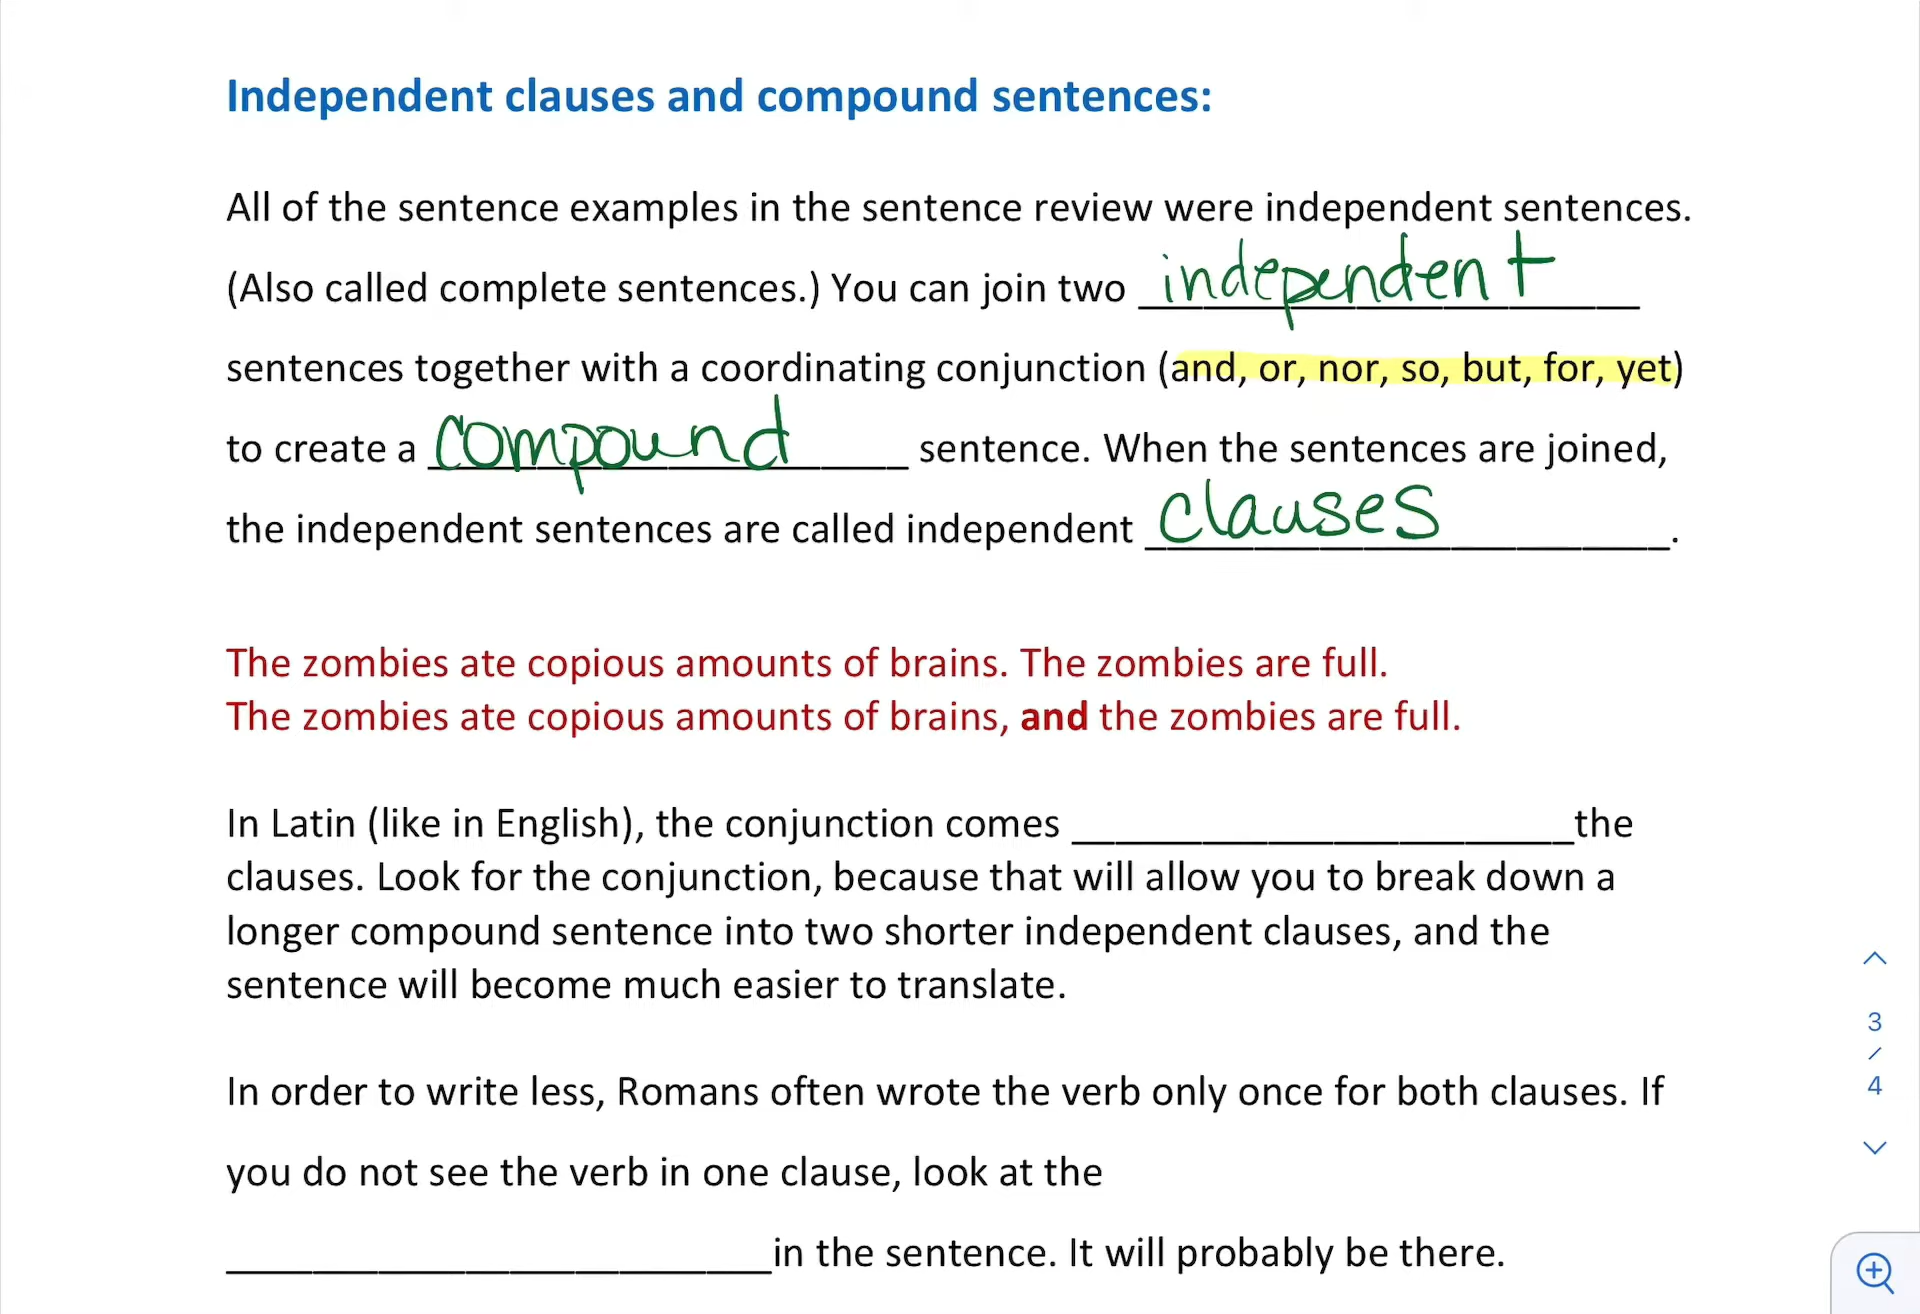 Independent clauses and compound sentences:
All of the sentence examples in the sentence review were independent sentences.
(Also called complete sentences.) You can join two independent
sentences together with a coordinating conjunction (and, or, nor, so, but, for, yet)
to create a compound sentence. When the sentences are joined,
the independent sentences are called independent clauses.
The zombies ate copious amounts of brains. The zombies are full.
The zombies ate copious amounts of brains, and the zombies are full.
In Latin (like in English), the conjunction comes ______________________ the
clauses. Look for the conjunction, because that will allow you to break down a
longer compound sentence into two shorter independent clauses, and the
sentence will become much easier to translate.
In order to write less, Romans often wrote the verb only once for both clauses. If
you do not see the verb in one clause, look at the
______________________ in the sentence. It will probably be there.
3
/
4